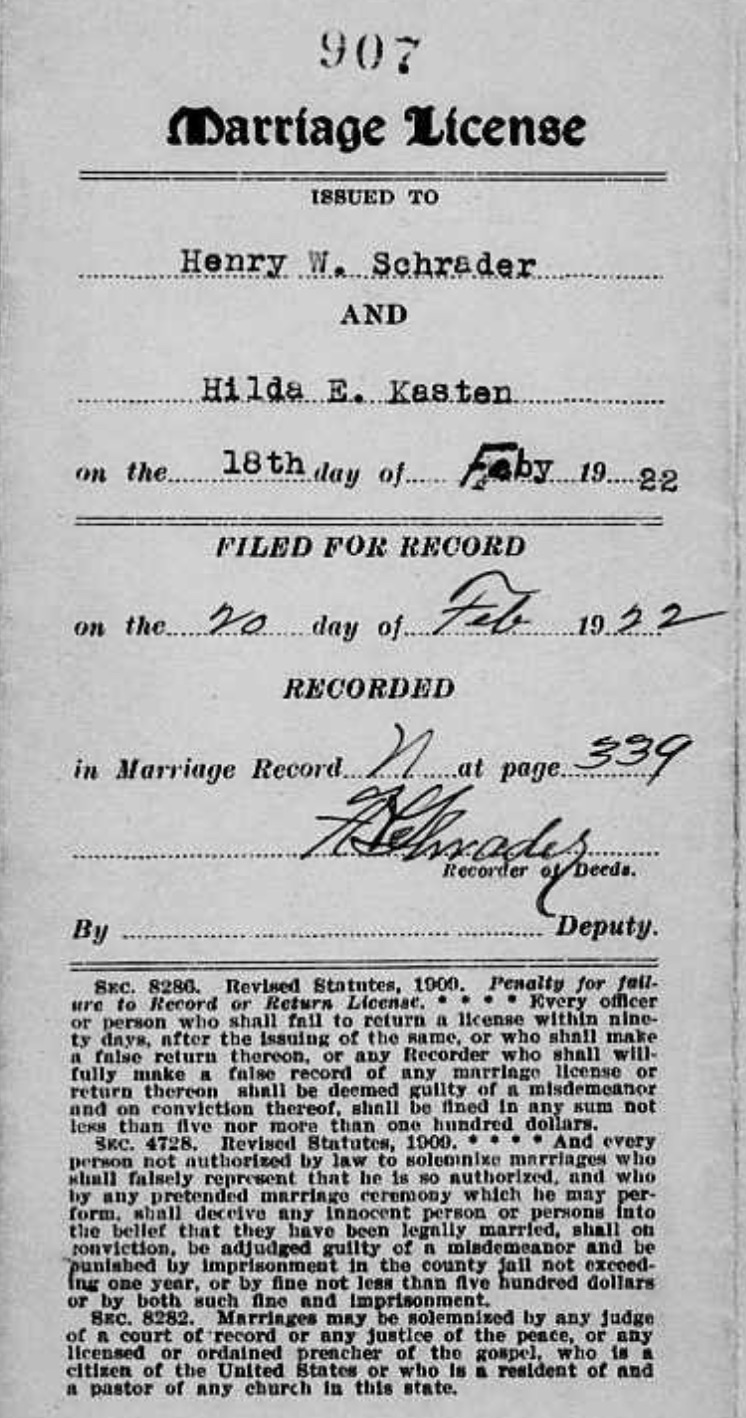 907
Marriage License
ISSUED TO
Henry W. Schrader
AND
Hilda E. Kasten
on the 18th day of Feby 1922
FILED FOR RECORD
on the 20 day of Feb 1922
RECORDED
in Marriage Record N at page 339
Schrader
Recorder of Deeds.
By Deputy.
SEC. 8286. Revised Statutes, 1909. Penalty for fail-
ure to Record or Return License. * * * * Every officer
or person who shall fail to return a license within nine-
ty days, after the issuing of the same, or who shall make
a false return thereon, or any Recorder who shall will-
fully make a false record of any marriage license or
return thereon shall be deemed guilty of a misdemeanor
and on conviction thereof, shall be fined in any sum not
less than five nor more than one hundred dollars.
SEC. 4728. Revised Statutes, 1909. * * * * And every
person not authorized by law to solemnize marriages who
shall falsely represent that he is so authorized, and who
by any pretended marriage ceremony which he may per-
form, shall deceive any innocent person or persons into
the belief that they have been legally married, shall on
conviction, be adjudged guilty of a misdemeanor and be
punished by imprisonment in the county jail not exceed-
ing one year, or by fine not less than five hundred dollars
or by both such fine and imprisonment.
SEC. 8282. Marriages may be solemnized by any judge
of a court of record or any justice of the peace, or any
licensed or ordained preacher of the gospel, who is a
citizen of the United States or who is a resident of and
a pastor of any church in this state.